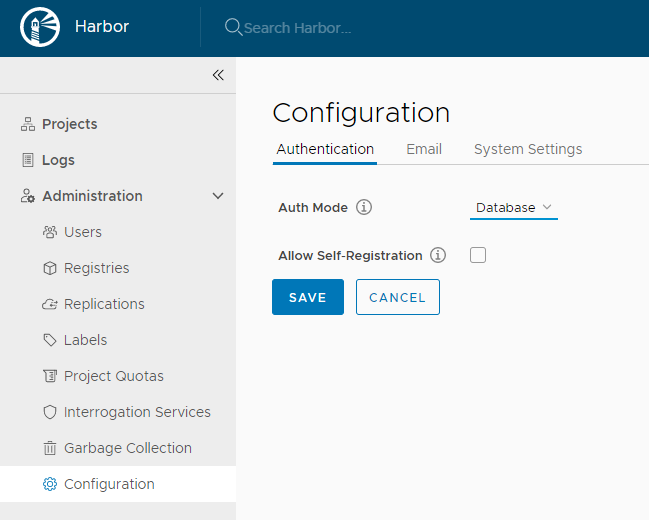 Harbor
Search Harbor...
Projects
Logs
Administration
Users
Registries
Replications
Labels
Project Quotas
Interrogation Services
Garbage Collection
Configuration
Configuration
Authentication Email System Settings
Auth Mode Database
Allow Self-Registration
SAVE CANCEL